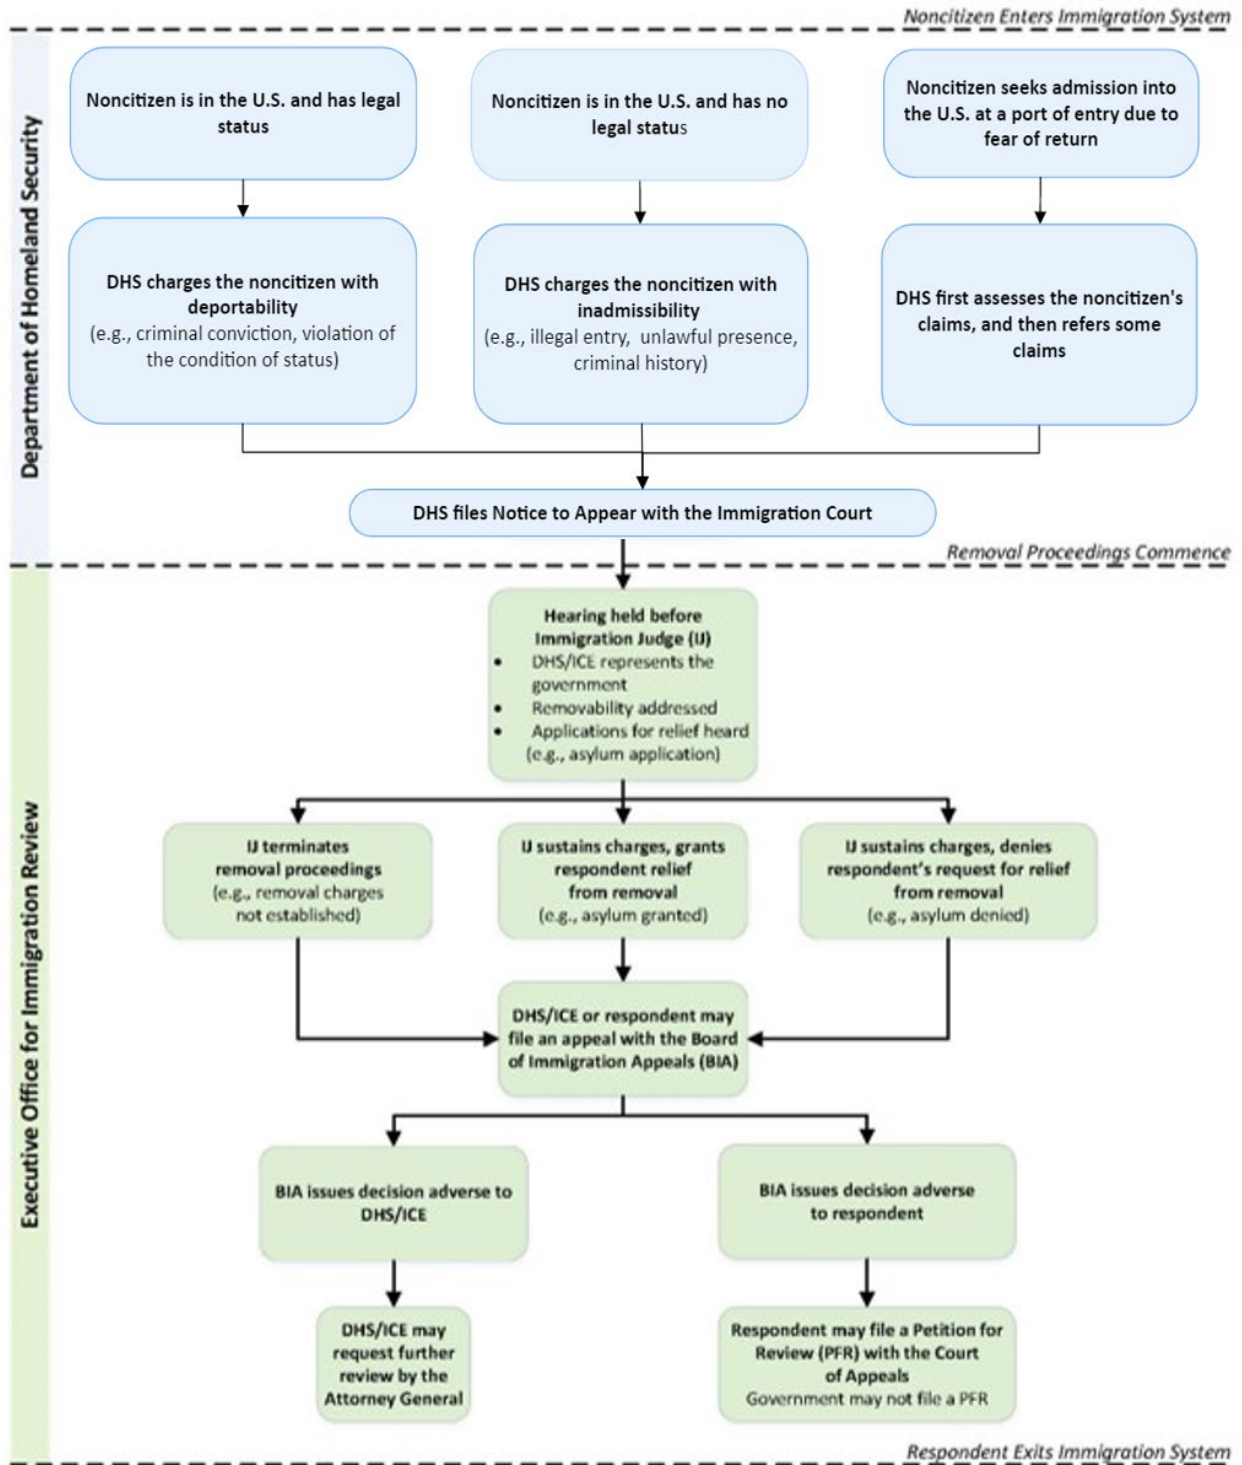 Noncitizen Enters Immigration System
Department of Homeland Security
Noncitizen is in the U.S. and has legal
status
Noncitizen is in the U.S. and has no
legal status
Noncitizen seeks admission into
the U.S. at a port of entry due to
fear of return
DHS charges the noncitizen with
deportability
(e.g., criminal conviction, violation of
the condition of status)
DHS charges the noncitizen with
inadmissibility
(e.g., illegal entry, unlawful presence,
criminal history)
DHS first assesses the noncitizen's
claims, and then refers some
claims
DHS files Notice to Appear with the Immigration Court
Removal Proceedings Commence
Executive Office for Immigration Review
Hearing held before
Immigration Judge (IJ)
• DHS/ICE represents the
government
• Removability addressed
• Applications for relief heard
(e.g., asylum application)
IJ terminates
removal proceedings
(e.g., removal charges
not established)
IJ sustains charges, grants
respondent relief
from removal
(e.g., asylum granted)
IJ sustains charges, denies
respondent's request for relief
from removal
(e.g., asylum denied)
DHS/ICE or respondent may
file an appeal with the Board
of Immigration Appeals (BIA)
BIA issues decision adverse to
DHS/ICE
BIA issues decision adverse
to respondent
DHS/ICE may
request further
review by the
Attorney General
Respondent may file a Petition for
Review (PFR) with the Court
of Appeals
Government may not file a PFR
Respondent Exits Immigration System